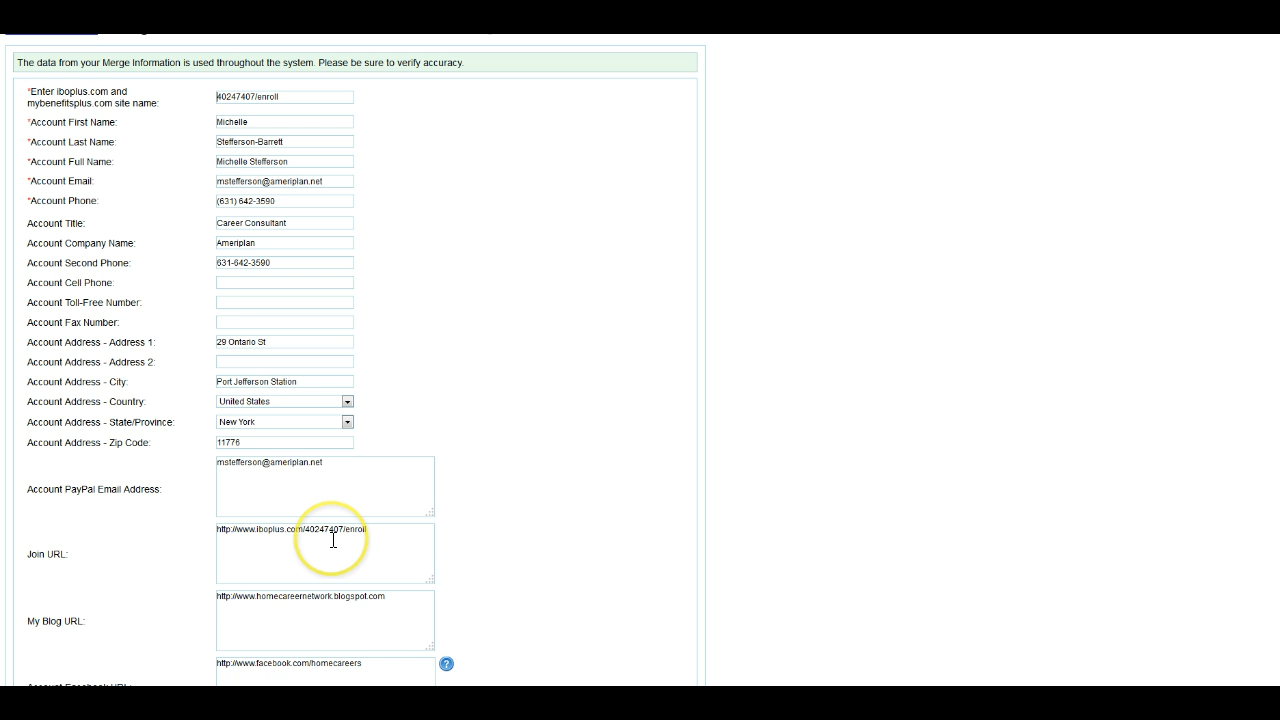 The data from your Merge Information is used throughout the system. Please be sure to verify accuracy.
*Enter iboplus.com and
mybenefitsplus.com site name:
40247407/enroll
*Account First Name: Michelle
*Account Last Name: Stefferson-Barrett
*Account Full Name: Michelle Stefferson
*Account Email: mstefferson@ameriplan.net
*Account Phone: (631) 642-3590
Account Title: Career Consultant
Account Company Name: Ameriplan
Account Second Phone: 631-642-3590
Account Cell Phone:
Account Toll-Free Number:
Account Fax Number:
Account Address - Address 1: 29 Ontario St
Account Address - Address 2:
Account Address - City: Port Jefferson Station
Account Address - Country: United States
Account Address - State/Province: New York
Account Address - Zip Code: 11776
mstefferson@ameriplan.net
Account PayPal Email Address:
http://www.iboplus.com/40247407/enroll
Join URL:
http://www.homecareernetwork.blogspot.com
My Blog URL:
http://www.facebook.com/homecareers
?